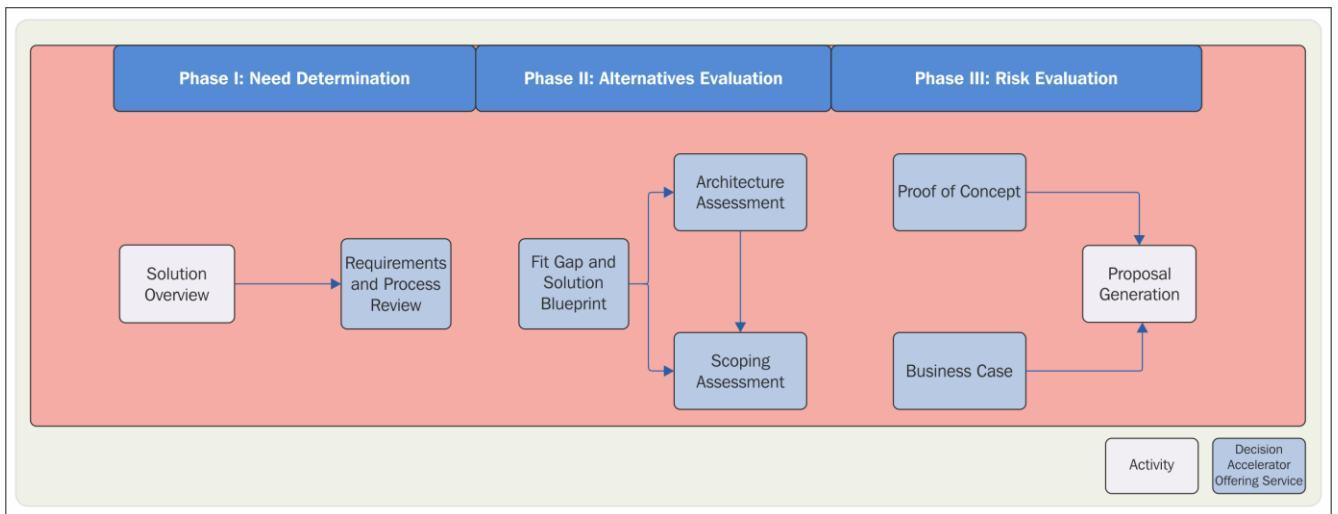 Phase I: Need Determination
Phase II: Alternatives Evaluation
Phase III: Risk Evaluation
Solution
Overview
Requirements
and Process
Review
Fit Gap and
Solution
Blueprint
Architecture
Assessment
Scoping
Assessment
Proof of Concept
Business Case
Proposal
Generation
Activity
Decision
Accelerator
Offering Service